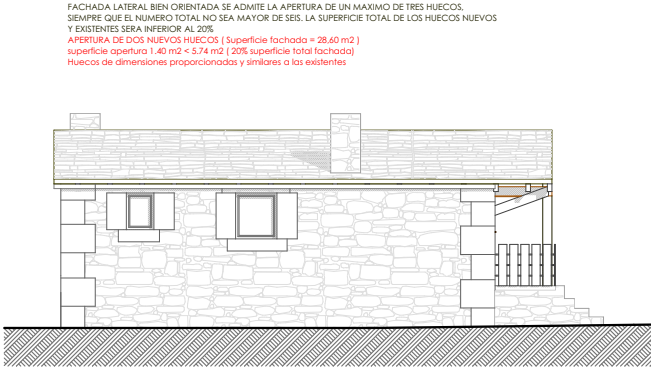 FACHADA LATERAL BIEN ORIENTADA SE ADMITE LA APERTURA DE UN MAXIMO DE TRES HUECOS,
SIEMPRE QUE EL NUMERO TOTAL NO SEA MAYOR DE SEIS. LA SUPERFICIE TOTAL DE LOS HUECOS NUEVOS
Y EXISTENTES SERA INFERIOR AL 20%
APERTURA DE DOS NUEVOS HUECOS ( Superficie fachada = 28,60 m2 )
superficie apertura 1.40 m2 < 5.74 m2 ( 20% superficie total fachada)
Huecos de dimensiones proporcionadas y similares a las existentes